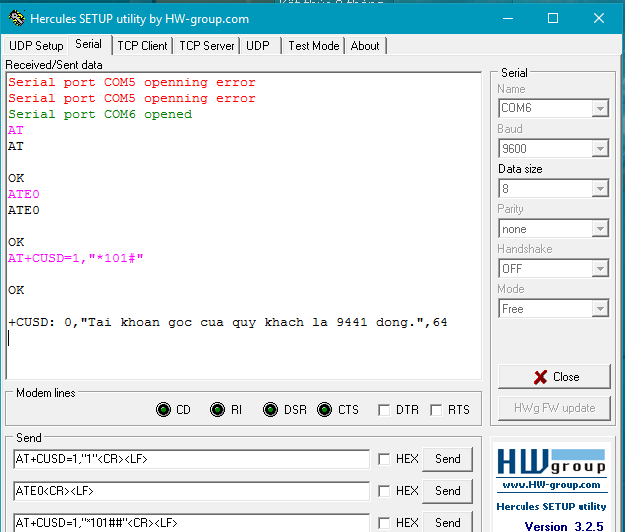 Hercules SETUP utility by HW-group.com
UDP Setup Serial TCP Client TCP Server UDP Test Mode About
Received/Sent data
Serial port COM5 openning error
Serial port COM5 openning error
Serial port COM6 opened
AT
AT
OK
ATE0
ATE0
OK
AT+CUSD=1,"*101#"
OK
+CUSD: 0,"Tai khoan goc cua quy khach la 9441 dong.",64
Serial
Name
COM6
Baud
9600
Data size
8
Parity
none
Handshake
OFF
Mode
Free
Close
HWg FW update
Modem lines
CD RI DSR CTS DTR RTS
Send
AT+CUSD=1,"1"<CR><LF> HEX Send
ATE0<CR><LF> HEX Send
AT+CUSD=1,"*101##"<CR><LF> HEX Send
HW group
www.HW-group.com
Hercules SETUP utility
Version 3.2.5